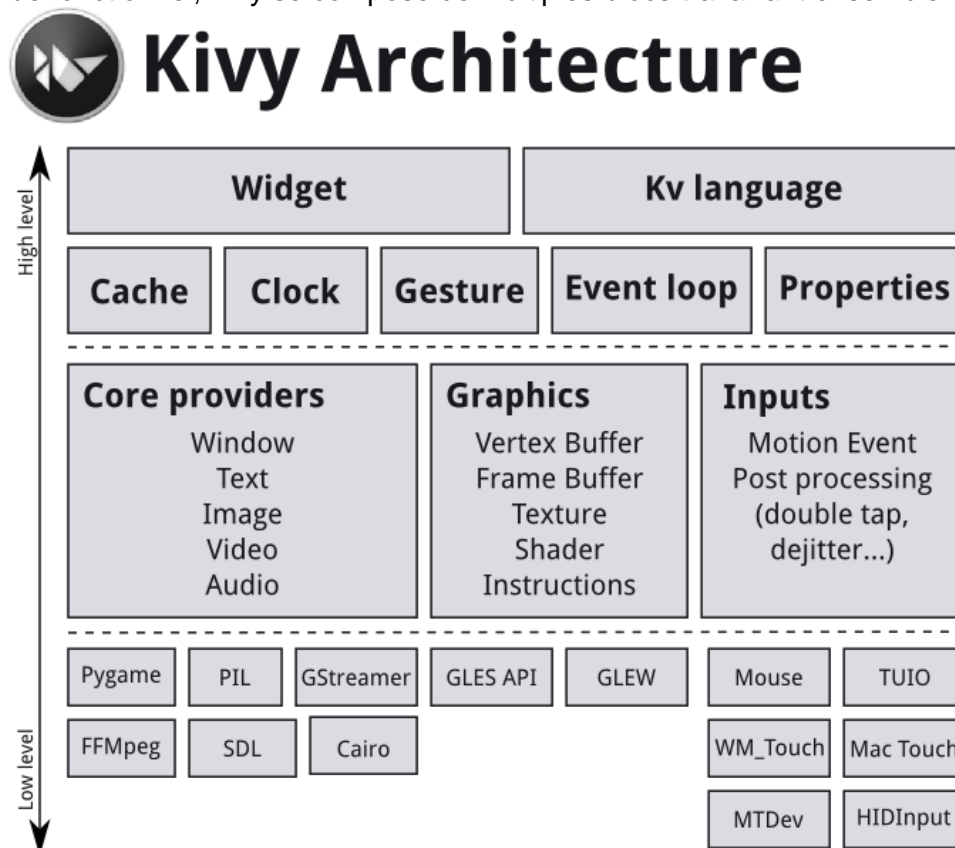 Kivy Architecture
High level
Widget
Kv language
Cache
Clock
Gesture
Event loop
Properties
Core providers
Window
Text
Image
Video
Audio
Graphics
Vertex Buffer
Frame Buffer
Texture
Shader
Instructions
Inputs
Motion Event
Post processing
(double tap,
dejitter...)
Low level
Pygame
PIL
GStreamer
GLES API
GLEW
Mouse
TUIO
FFMpeg
SDL
Cairo
WM_Touch
Mac Touch
MTDev
HIDInput